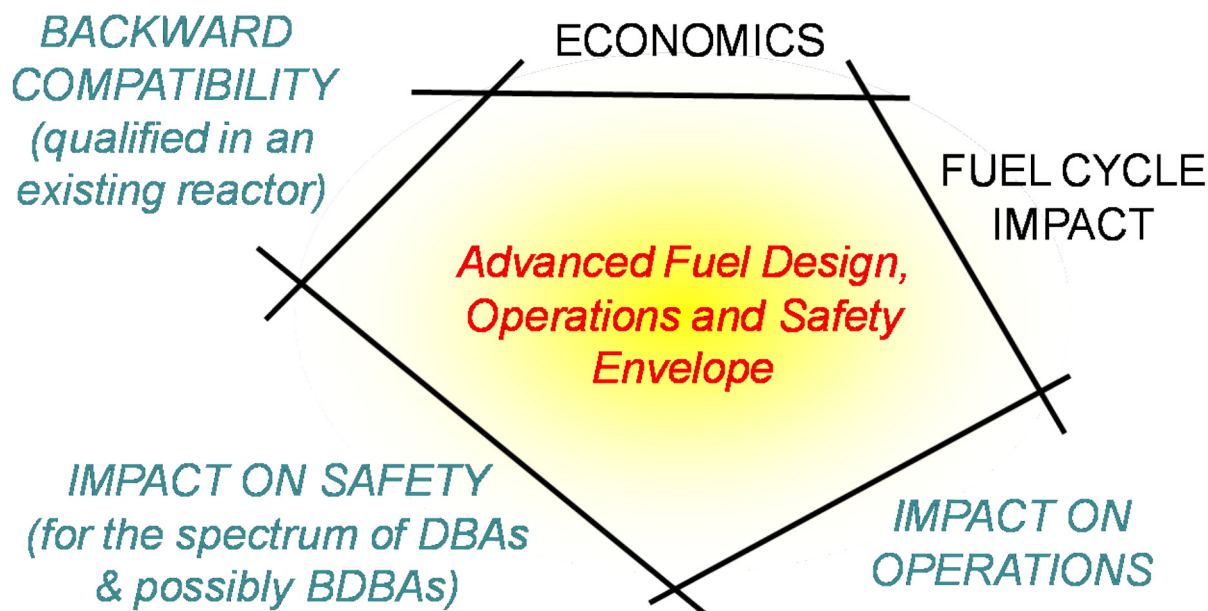 BACKWARD
COMPATIBILITY
(qualified in an
existing reactor)
ECONOMICS
FUEL CYCLE
IMPACT
Advanced Fuel Design,
Operations and Safety
Envelope
IMPACT ON SAFETY
(for the spectrum of DBAs
& possibly BDBAs)
IMPACT ON
OPERATIONS